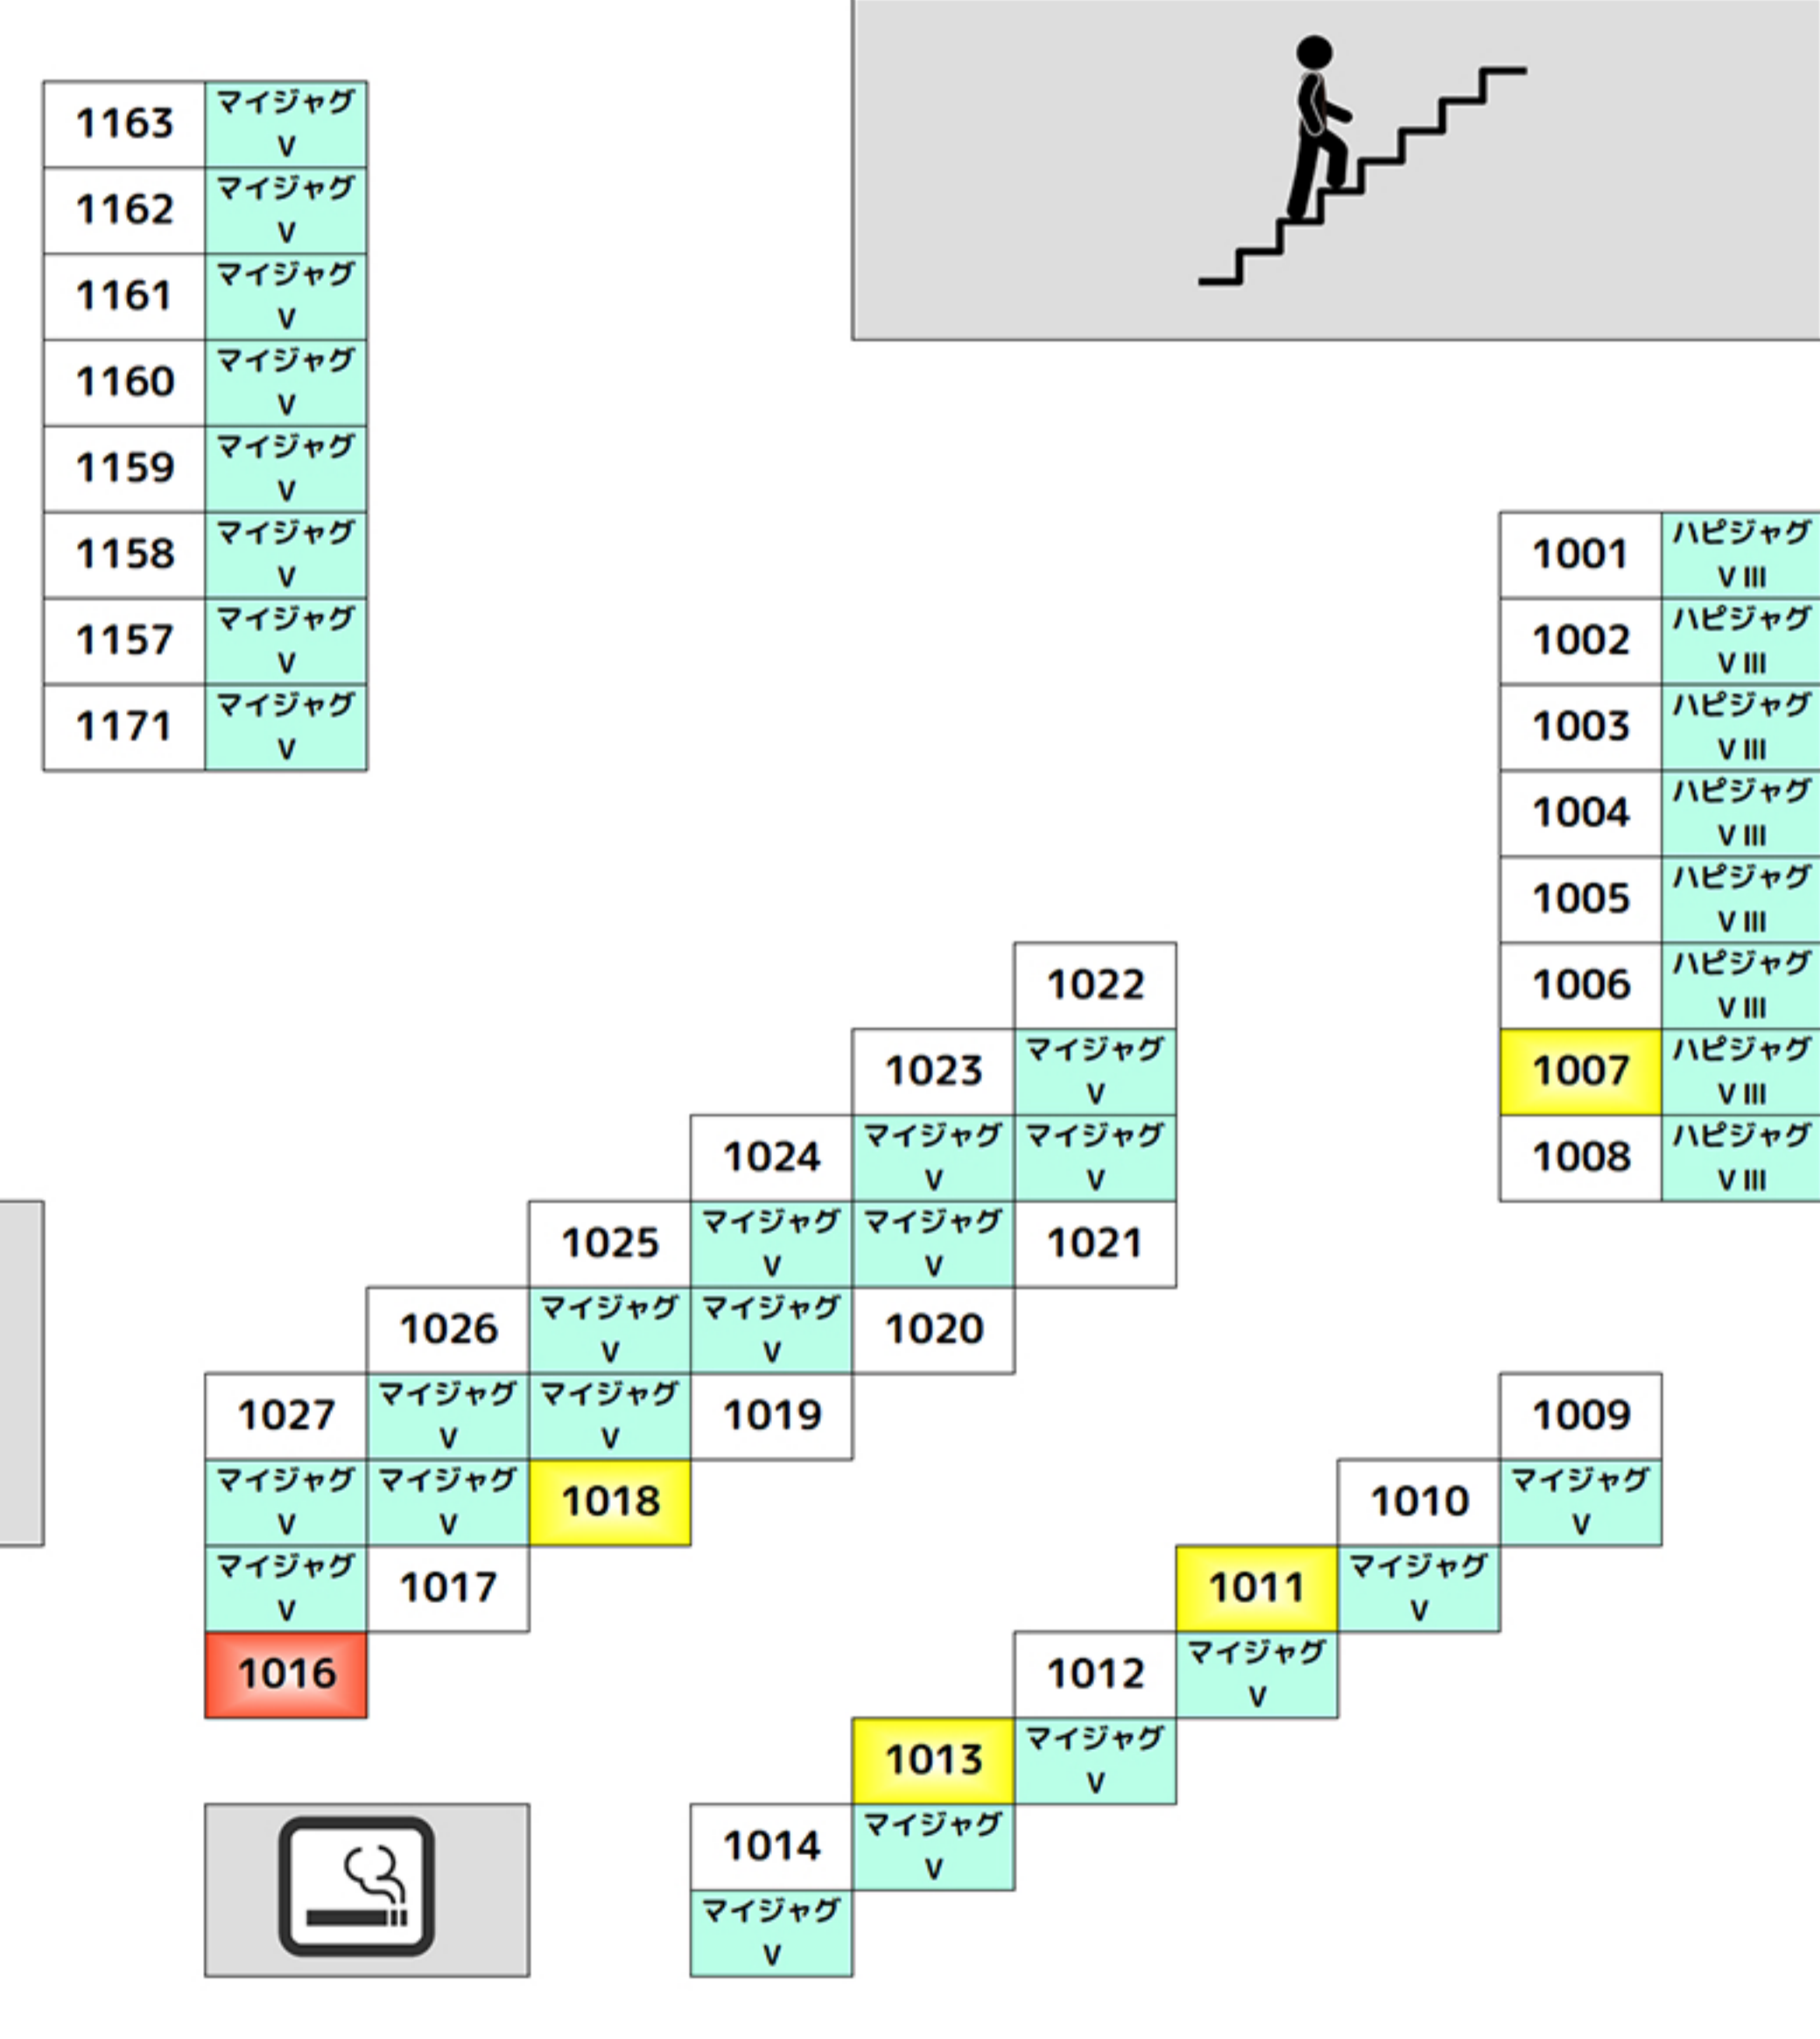 1163 マイジャグ
V
1162 マイジャグ
V
1161 マイジャグ
V
1160 マイジャグ
V
1159 マイジャグ
V
1158 マイジャグ
V
1157 マイジャグ
V
1171 マイジャグ
V
1001 ハピジャグ
V III
1002 ハピジャグ
V III
1003 ハピジャグ
V III
1004 ハピジャグ
V III
1005 ハピジャグ
V III
1006 ハピジャグ
V III
1007 ハピジャグ
V III
1008 ハピジャグ
V III
1022
1023 マイジャグ
V
1024 マイジャグ マイジャグ
V V
1025 マイジャグ マイジャグ 1021
V V
1026 マイジャグ マイジャグ 1020
V V
1027 マイジャグ マイジャグ 1019
V V
マイジャグ マイジャグ 1018
V V
マイジャグ 1017
V
1016
1009
1010 マイジャグ
V
1011 マイジャグ
V
1012 マイジャグ
V
1013 マイジャグ
V
1014 マイジャグ
V
マイジャグ
V